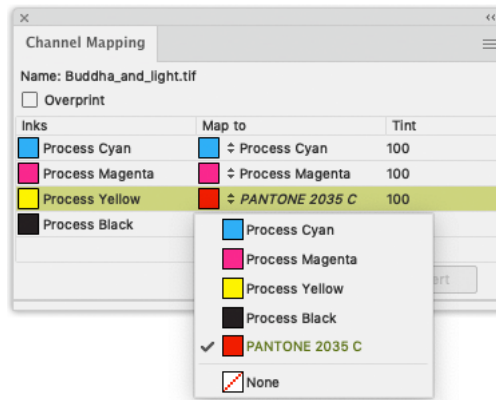 Channel Mapping
Name: Buddha_and_light.tif
Overprint
Inks Map to Tint
Process Cyan Process Cyan 100
Process Magenta Process Magenta 100
Process Yellow PANTONE 2035 C 100
Process Black
Process Cyan
Process Magenta
Process Yellow
Process Black
PANTONE 2035 C
None